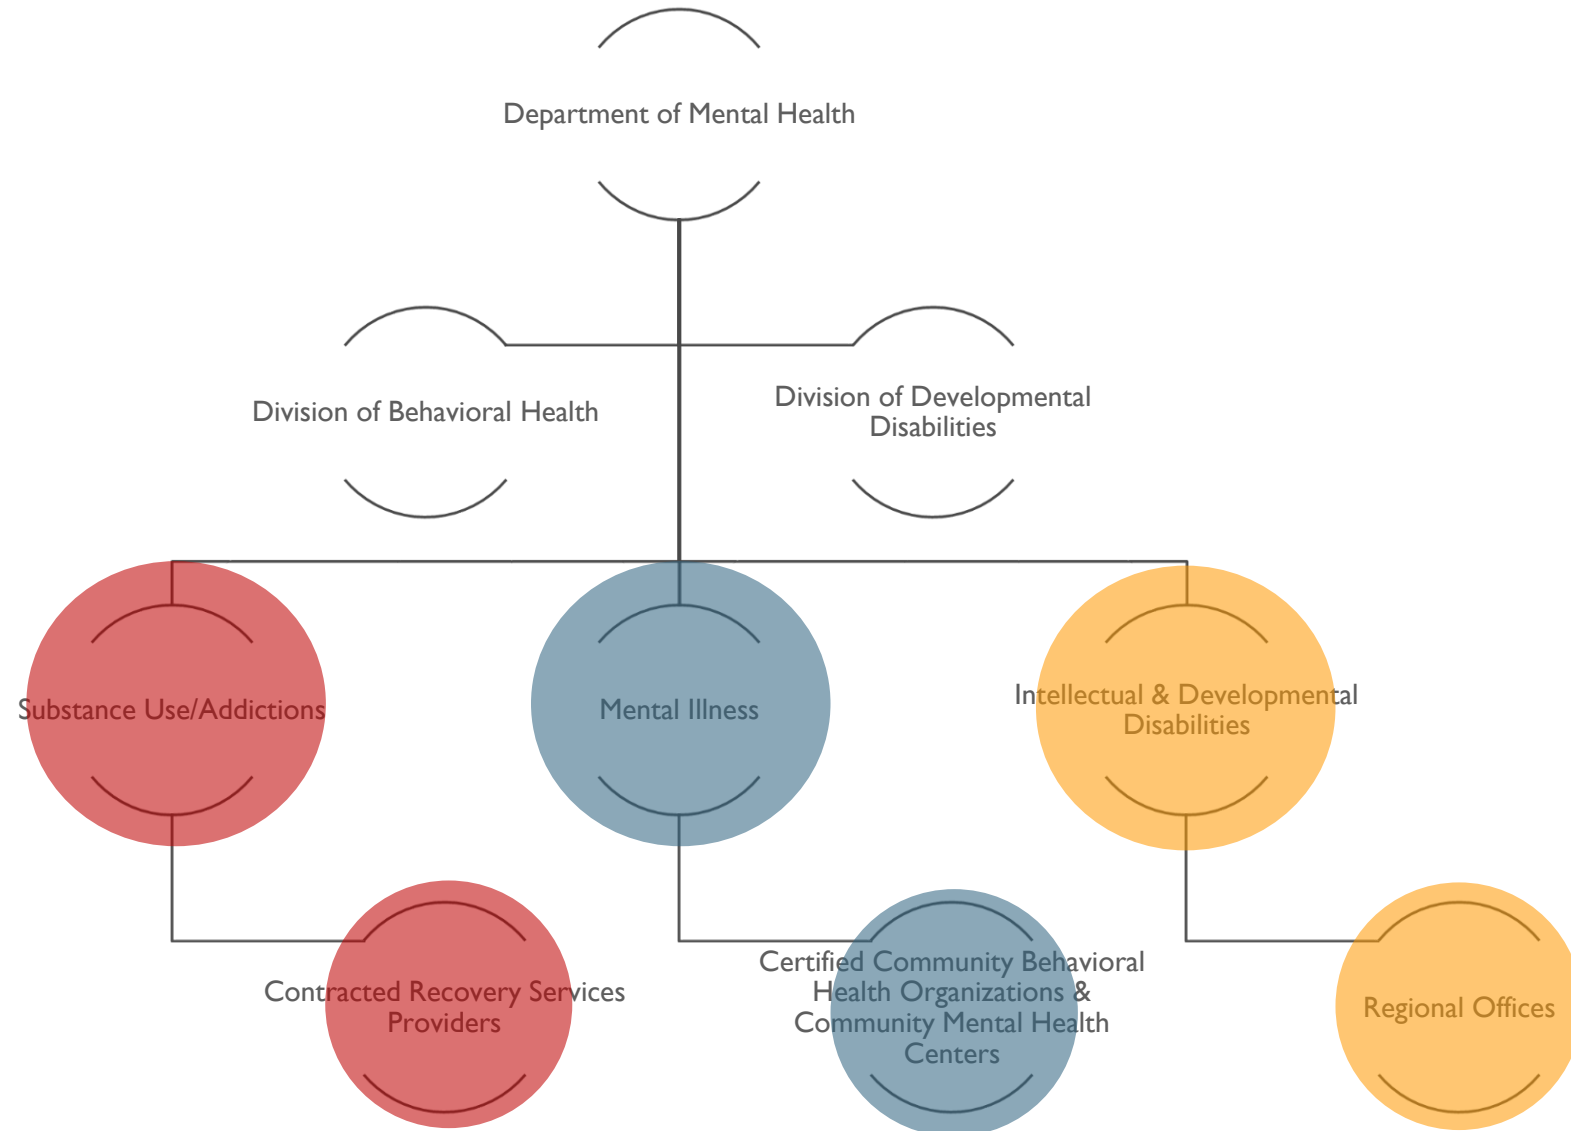 Department of Mental Health
Division of Behavioral Health
Division of Developmental
Disabilities
Substance Use/Addictions
Mental Illness
Intellectual & Developmental
Disabilities
Contracted Recovery Services
Providers
Certified Community Behavioral
Health Organizations &
Community Mental Health
Centers
Regional Offices